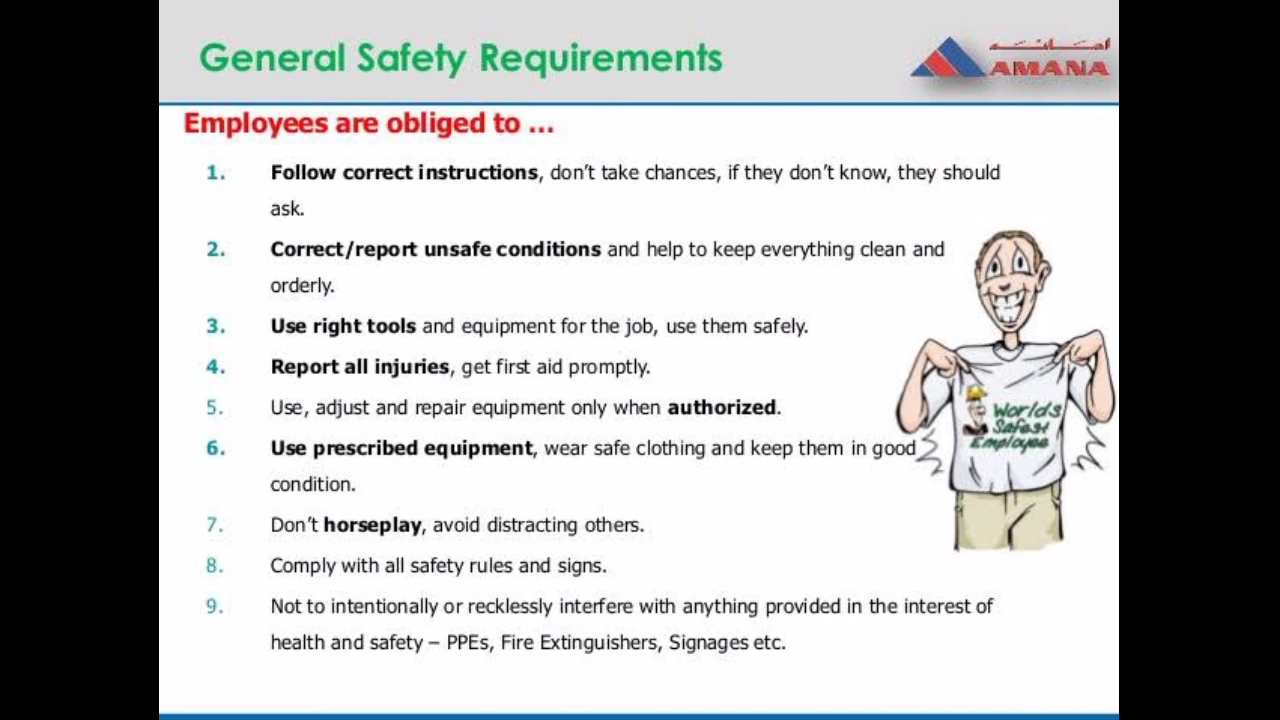 General Safety Requirements
AMANA
Employees are obliged to ...
1. Follow correct instructions, don't take chances, if they don't know, they should
ask.
2. Correct/report unsafe conditions and help to keep everything clean and
orderly.
3. Use right tools and equipment for the job, use them safely.
4. Report all injuries, get first aid promptly.
5. Use, adjust and repair equipment only when authorized.
6. Use prescribed equipment, wear safe clothing and keep them in good
condition.
7. Don't horseplay, avoid distracting others.
8. Comply with all safety rules and signs.
9. Not to intentionally or recklessly interfere with anything provided in the interest of
health and safety – PPEs, Fire Extinguishers, Signages etc.
Worlds
Safest
Employee